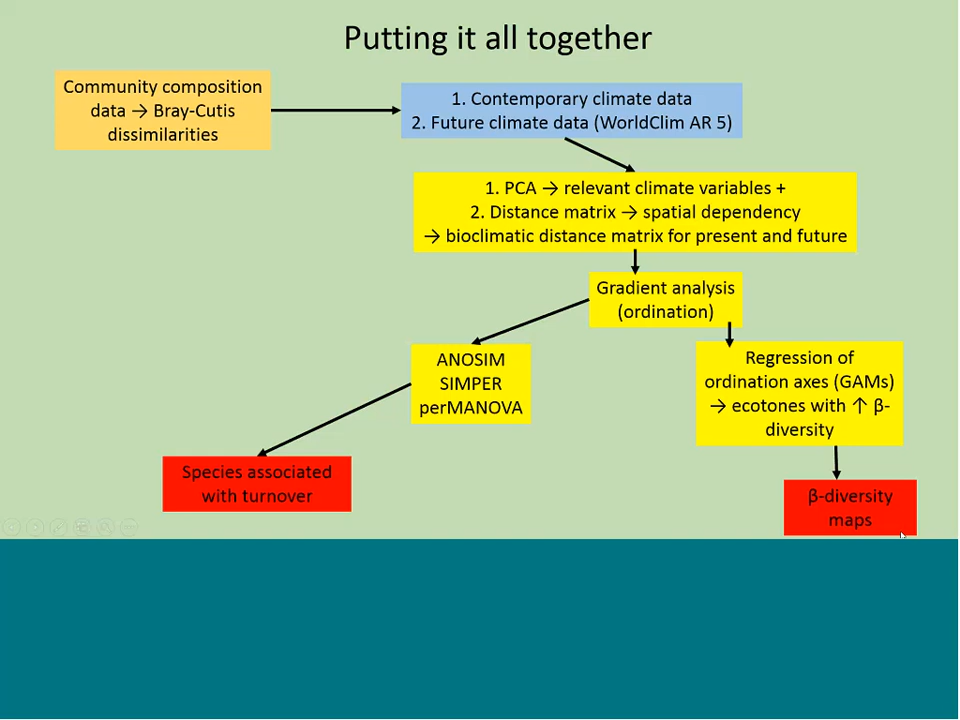 Putting it all together
Community composition
data → Bray-Cutis
dissimilarities
1. Contemporary climate data
2. Future climate data (WorldClim AR 5)
1. PCA → relevant climate variables +
2. Distance matrix → spatial dependency
→ bioclimatic distance matrix for present and future
Gradient analysis
(ordination)
ANOSIM
SIMPER
perMANOVA
Regression of
ordination axes (GAMs)
→ ecotones with ↑ β-
diversity
Species associated
with turnover
β-diversity
maps